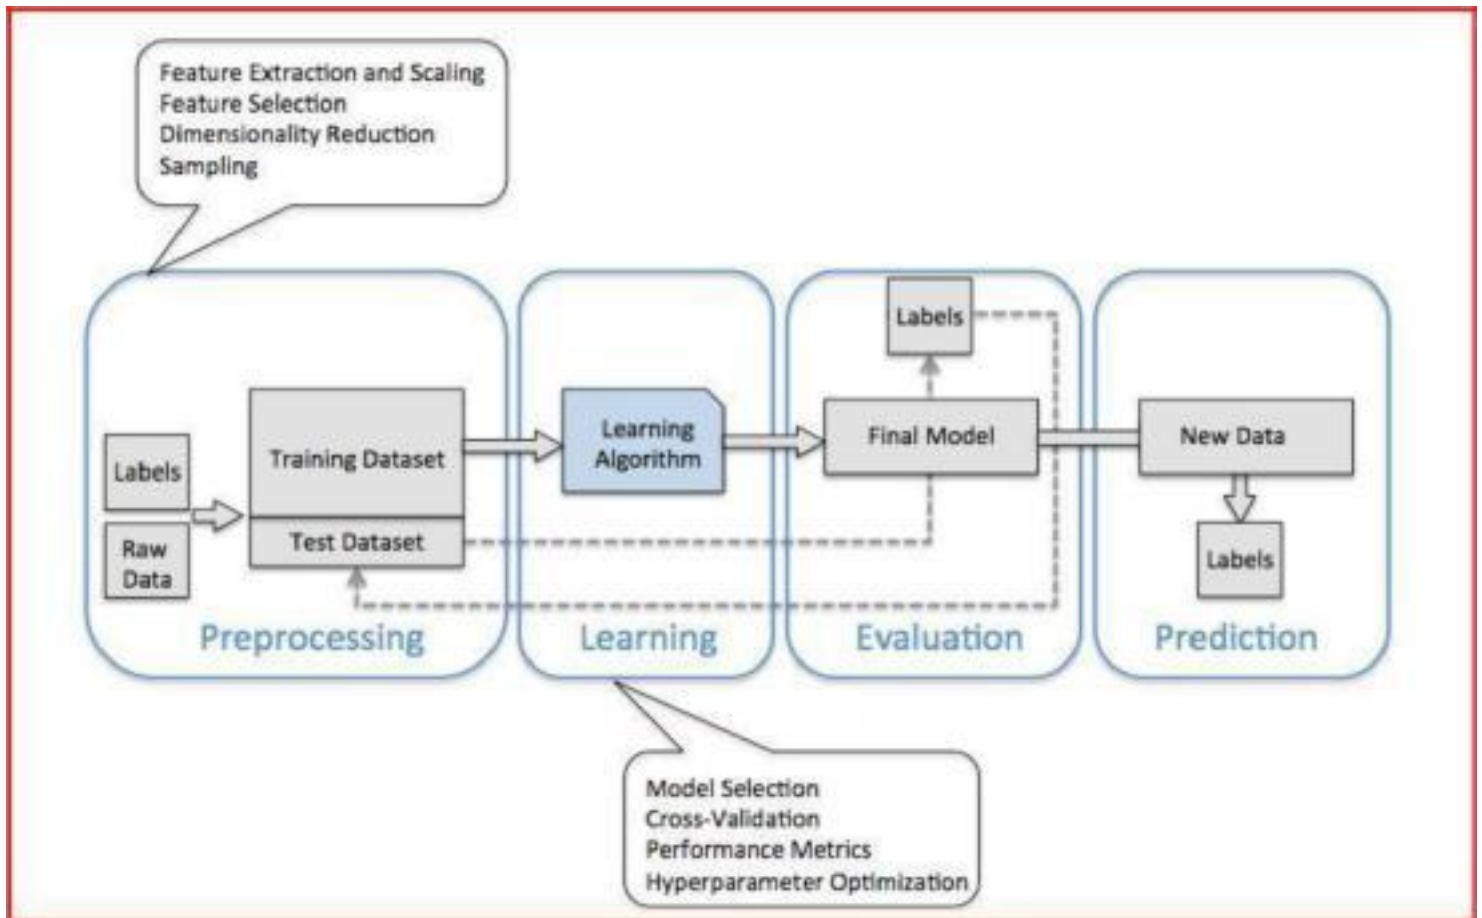 Feature Extraction and Scaling
Feature Selection
Dimensionality Reduction
Sampling
Labels
Raw
Data
Training Dataset
Test Dataset
Preprocessing
Learning
Algorithm
Learning
Labels
Final Model
Evaluation
New Data
Labels
Prediction
Model Selection
Cross-Validation
Performance Metrics
Hyperparameter Optimization